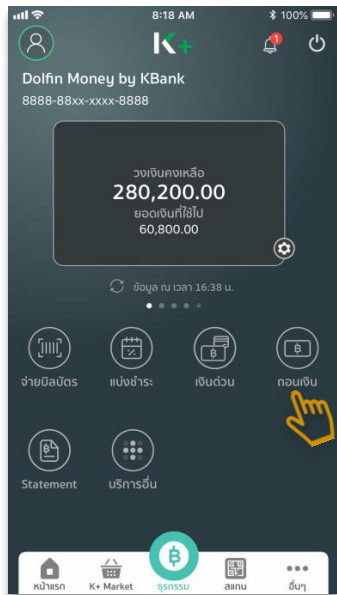 8:18 AM
100%
K+
1
Dolfin Money by KBank
8888-88xx-xxxx-8888
วงเงินคงเหลือ
280,200.00
ยอดเงินที่ใช้ไป
60,800.00
ข้อมูล ณ เวลา 16:38 น.
จ่ายบิลบัตร แบ่งชำระ เงินด่วน ถอนเงิน
Statement บริการอื่น
หน้าแรก K+ Market ธุรกรรม สแกน อื่นๆ